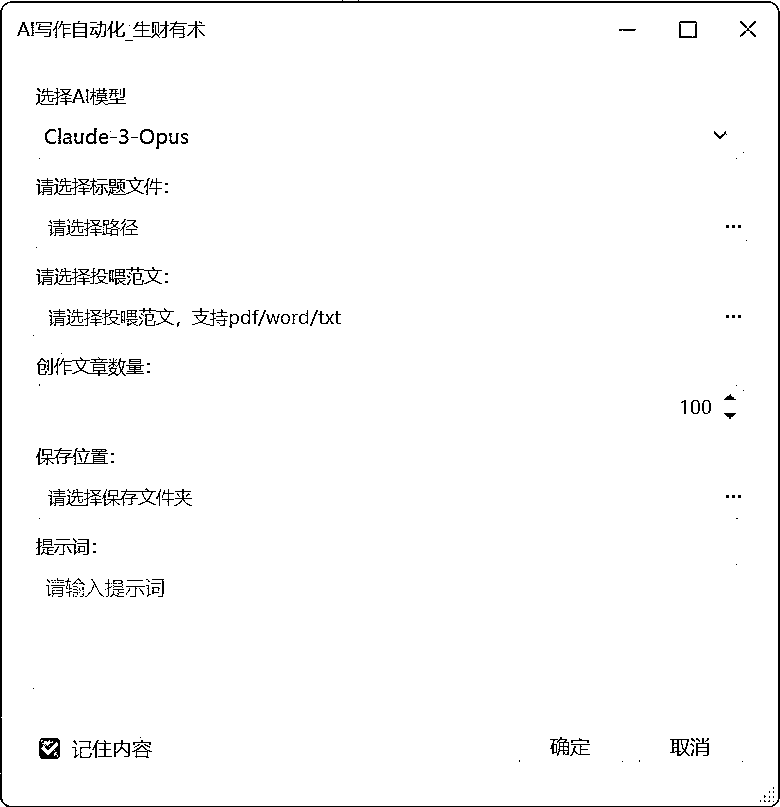 AI写作自动化_生财有术
选择AI模型
Claude-3-Opus
请选择标题文件：
请选择路径
请选择投喂范文：
请选择投喂范文，支持pdf/word/txt
创作文章数量：
100
保存位置：
请选择保存文件夹
提示词：
请输入提示词
记住内容 确定 取消